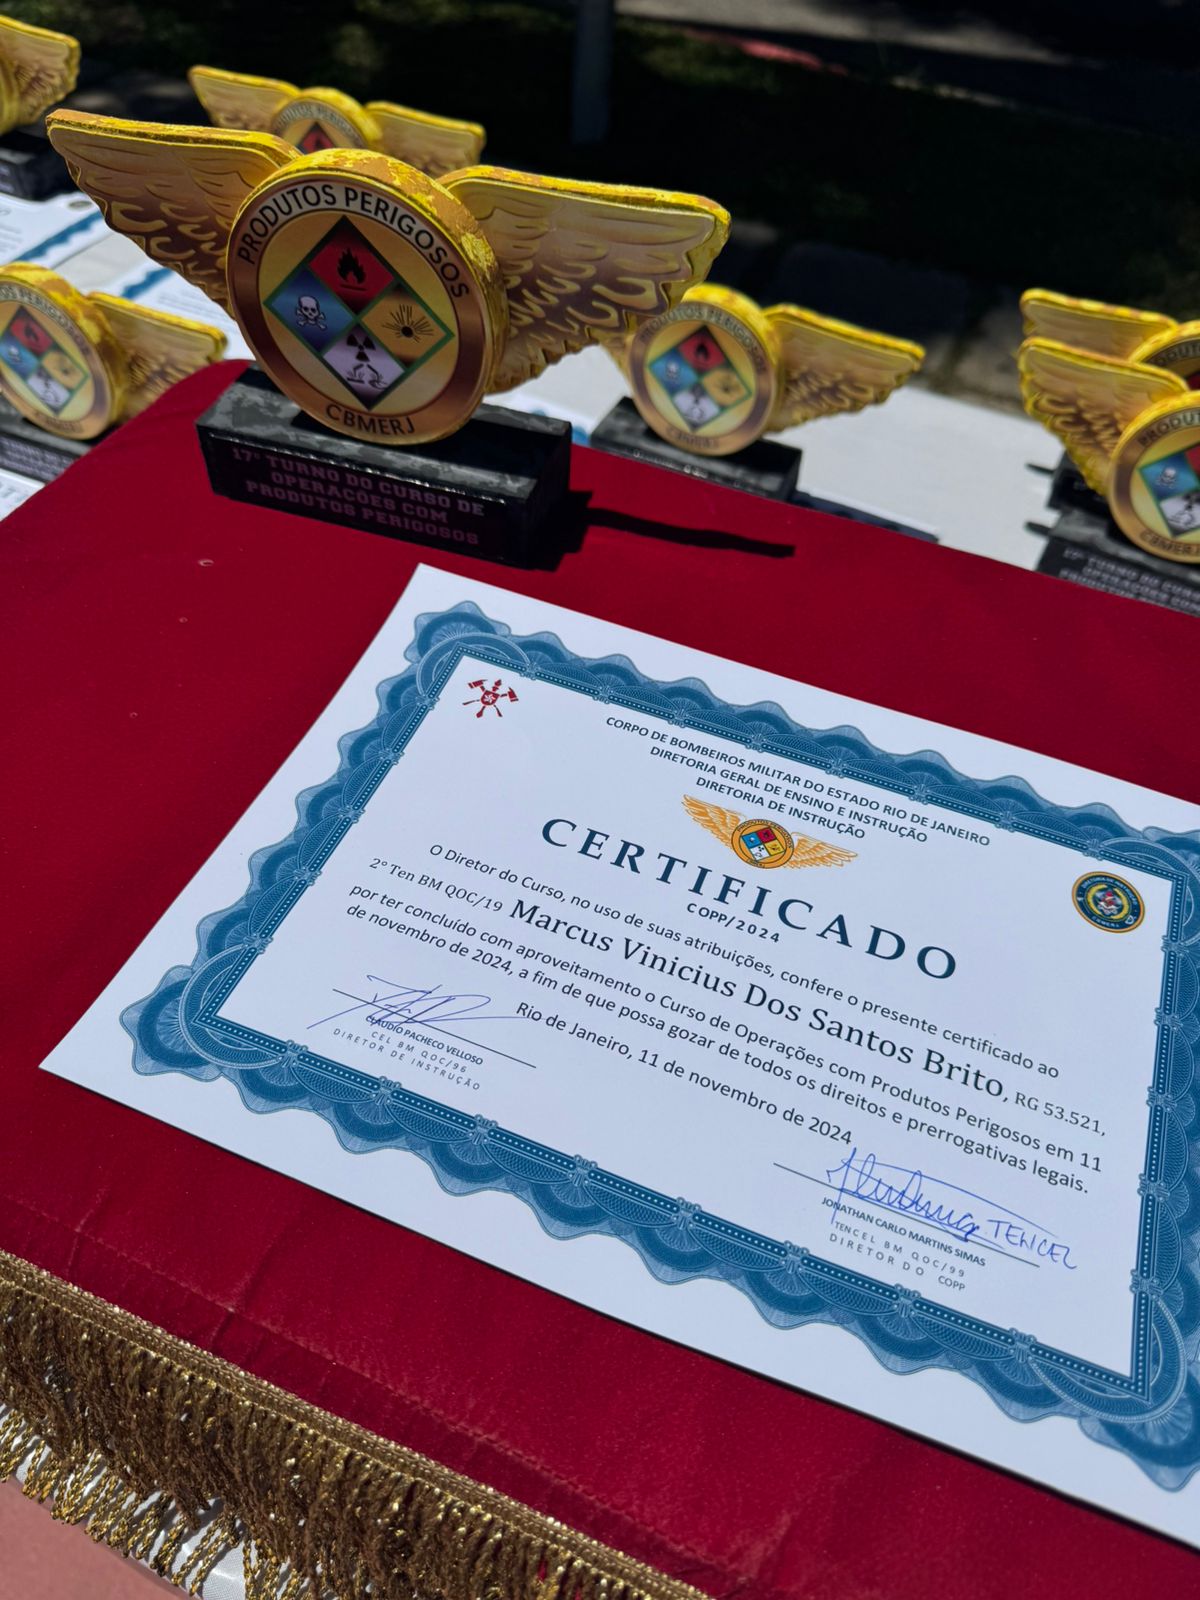 PRODUTOS PERIGOSOS
CBMERJ
17º TURNO DO CURSO DE
OPERAÇÕES COM
PRODUTOS PERIGOSOS
CORPO DE BOMBEIROS MILITAR DO ESTADO RIO DE JANEIRO
DIRETORIA GERAL DE ENSINO E INSTRUÇÃO
DIRETORIA DE INSTRUÇÃO
CERTIFICADO
COPP/2024
O Diretor do Curso, no uso de suas atribuições, confere o presente certificado ao
2º Ten BM QOC/19 Marcus Vinicius Dos Santos Brito, RG 53.521,
por ter concluído com aproveitamento o Curso de Operações com Produtos Perigosos em 11
de novembro de 2024, a fim de que possa gozar de todos os direitos e prerrogativas legais.
Rio de Janeiro, 11 de novembro de 2024
CLAUDIO PACHECO VELLOSO
CEL BM QOC/96
DIRETOR DE INSTRUÇÃO
TENCEL
JONATHAN CARLO MARTINS SIMAS
TENCEL BM QOC/99
DIRETOR DO COPP